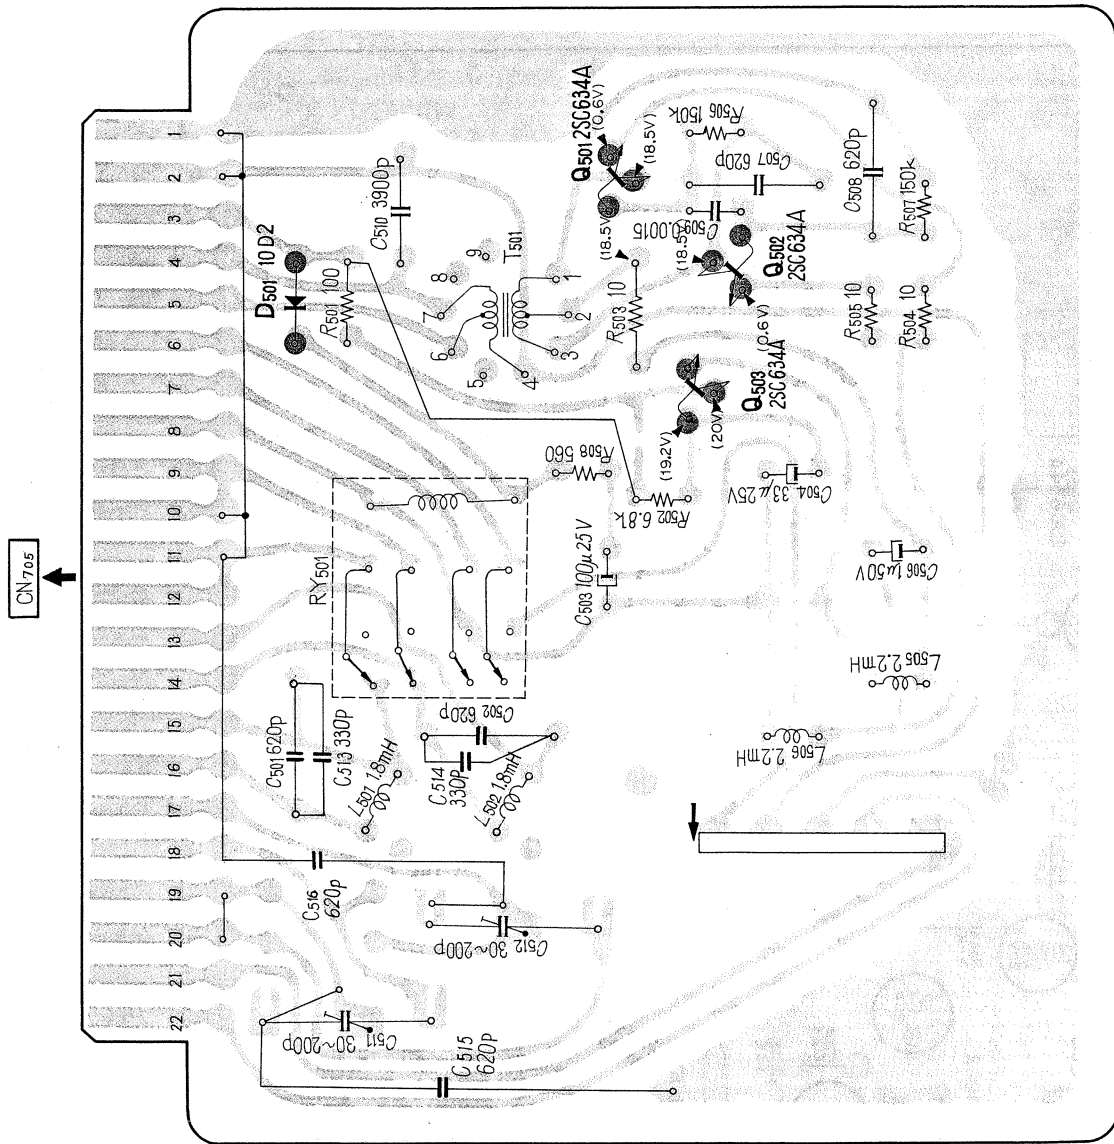 CN705
1
2
3
4
5
6
7
8
9
10
11
12
13
14
15
16
17
18
19
20
21
22
D501 10D2
R501 100
C510 3900p
T501
1
2
3
4
5
6
7
8
9
Q501 2SC634A
(0.6V)
(18.5V)
(18.5V)
R506 150k
C507 620p
C509 0.0015
(18.5V)
Q502
2SC634A
(0.6V)
C508 620p
R507 150k
R503 10
R505 10
R504 10
Q503
2SC634A
(19.2V)
(20V)
R508 560
R502 6.8k
C504 33μ 25V
C503 100μ 25V
C506 1μ50V
RY501
L505 2.2mH
L506 2.2mH
C501 620p
C513 330p
C502 620p
C514
330p
L501 1.8mH
L502 1.8mH
C516
620p
C512
30~200p
C511
30~200p
C515
620p